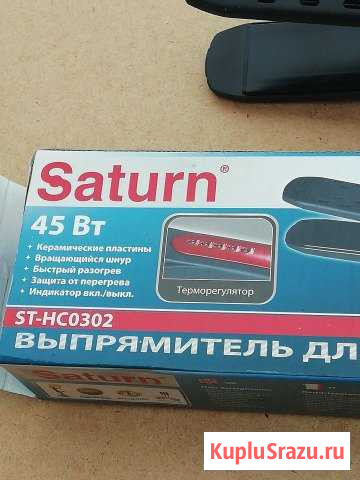 Saturn®
45 Вт
+ Керамические пластины
+ Вращающийся шнур
+ Быстрый разогрев
+ Защита от перегрева
+ Индикатор вкл./выкл.
Терморегулятор
ST-HC0302
ВЫПРЯМИТЕЛЬ ДЛ
Saturn
KupluSrazu.ru